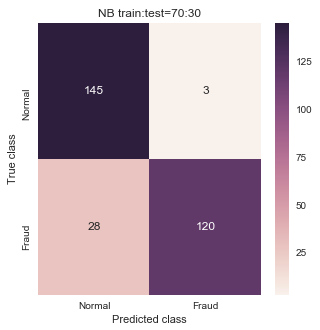 NB train:test=70:30
True class
Normal
145
3
Fraud
28
120
Normal
Fraud
Predicted class
125
100
75
50
25